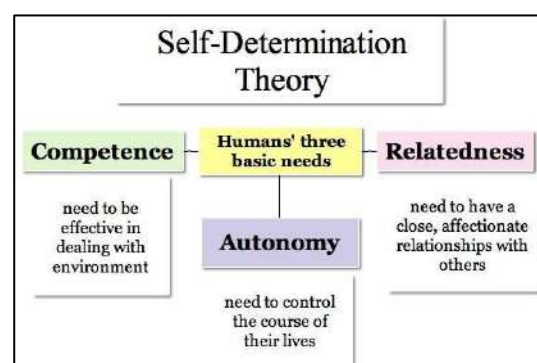 Self-Determination
Theory
Humans' three
basic needs
Competence
need to be
effective in
dealing with
environment
Autonomy
need to control
the course of
their lives
Relatedness
need to have a
close, affectionate
relationships with
others